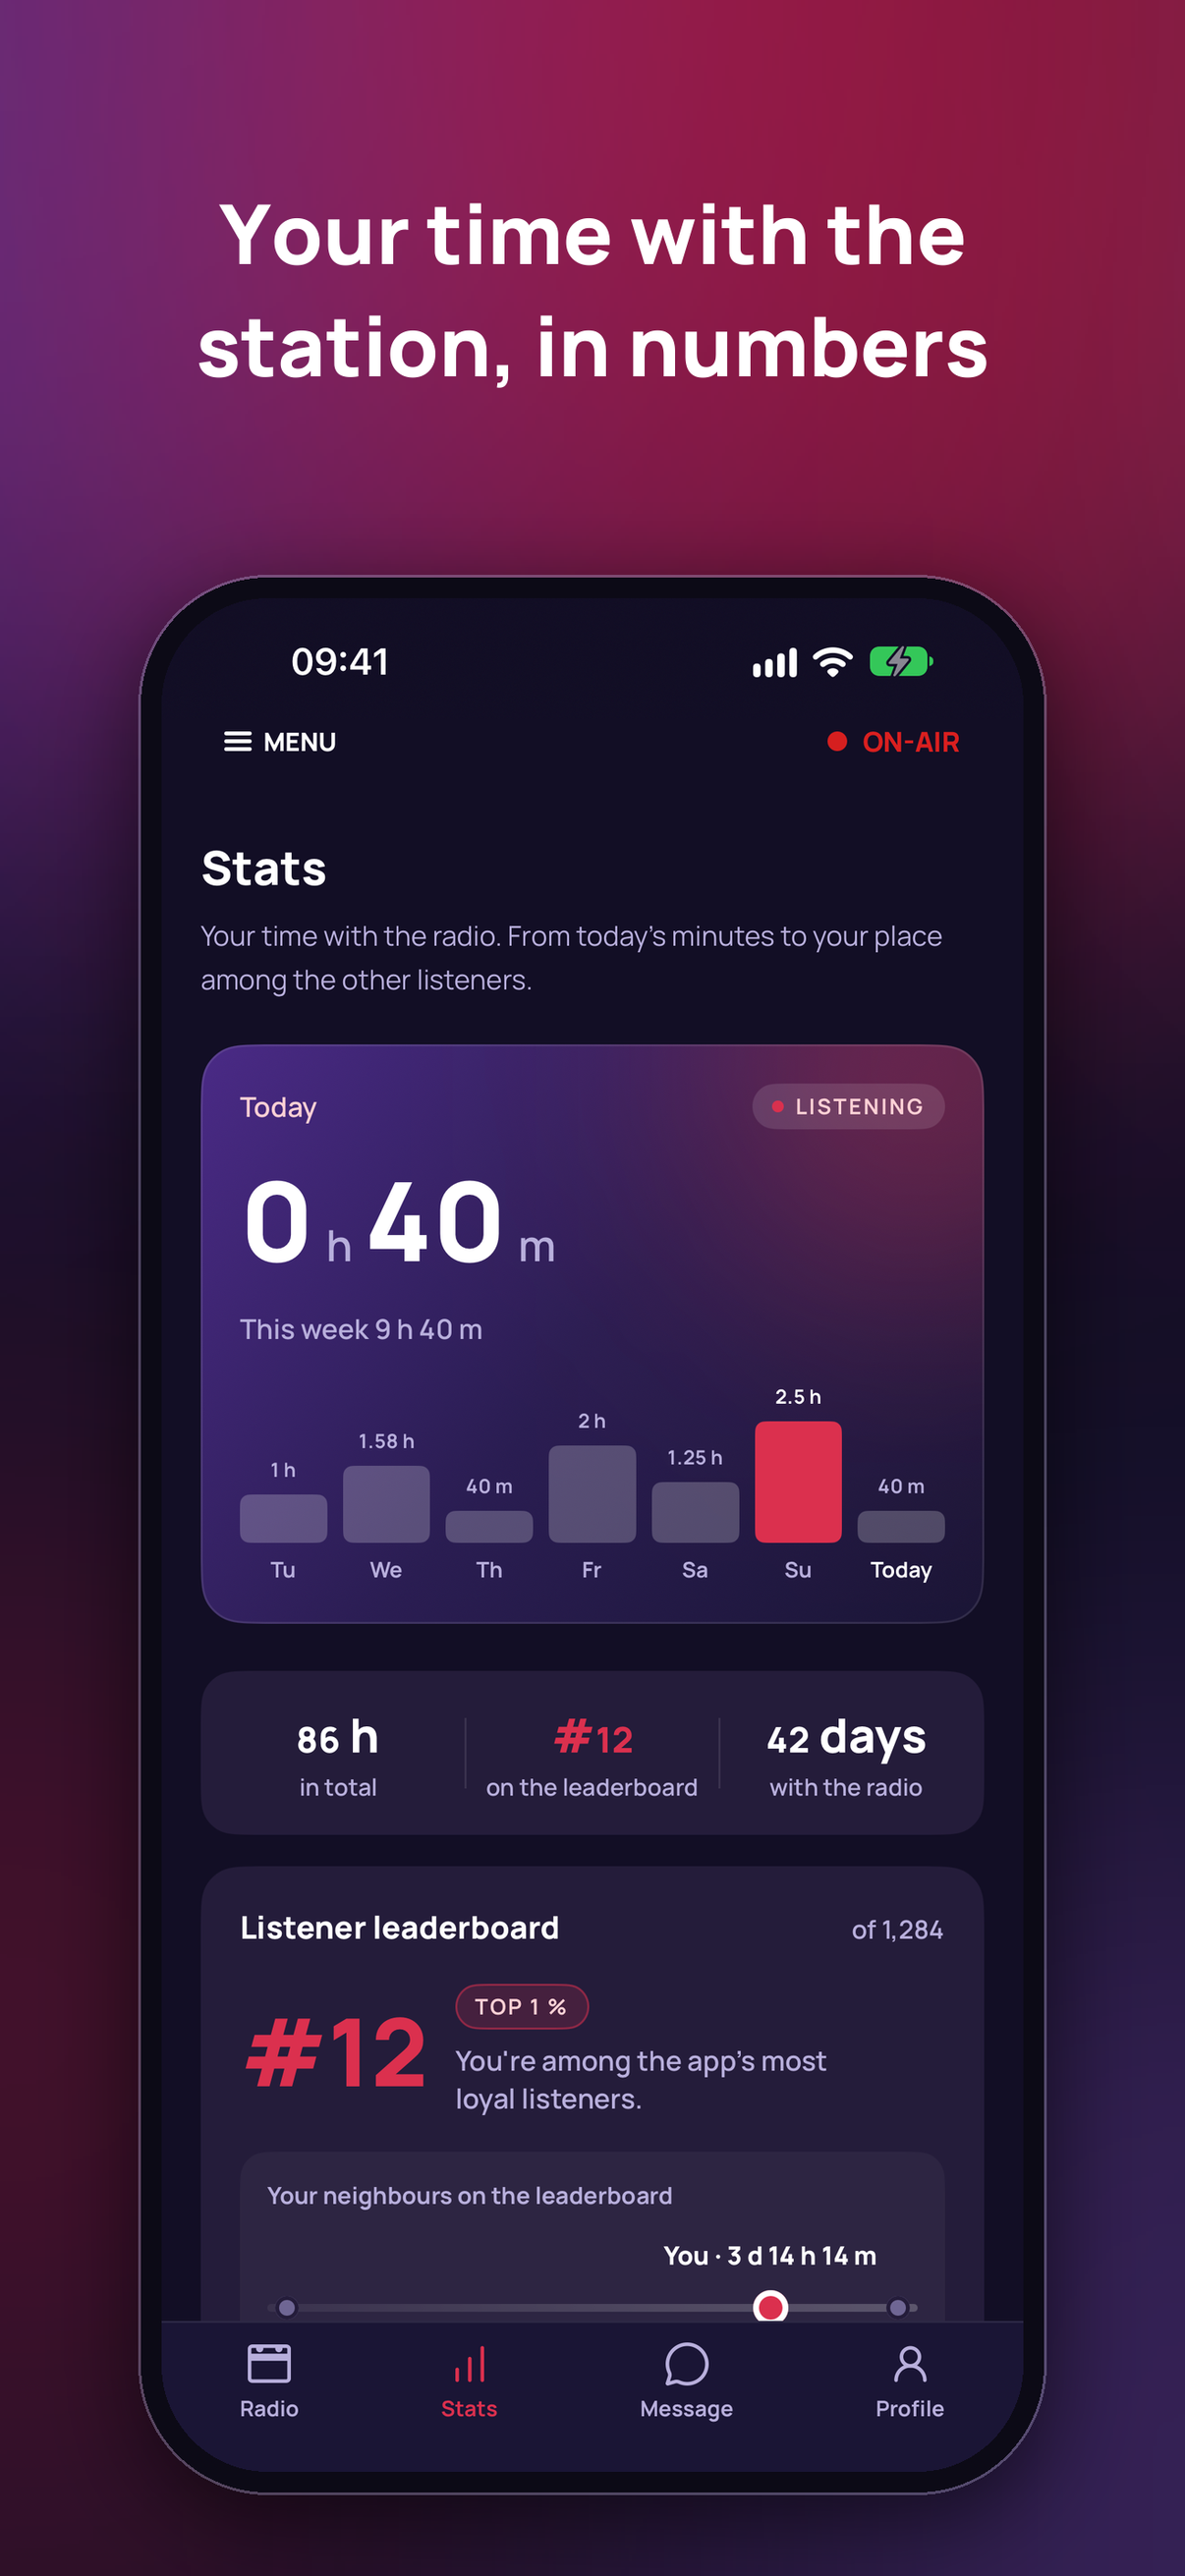 Your time with the
station, in numbers
09:41
MENU
ON-AIR
Stats
Your time with the radio. From today's minutes to your place
among the other listeners.
Today
LISTENING
0 h 40 m
This week 9 h 40 m
1 h
1.58 h
40 m
2 h
1.25 h
2.5 h
40 m
Tu
We
Th
Fr
Sa
Su
Today
86 h
in total
#12
on the leaderboard
42 days
with the radio
Listener leaderboard
of 1,284
#12
TOP 1 %
You're among the app's most
loyal listeners.
Your neighbours on the leaderboard
You · 3 d 14 h 14 m
Radio
Stats
Message
Profile